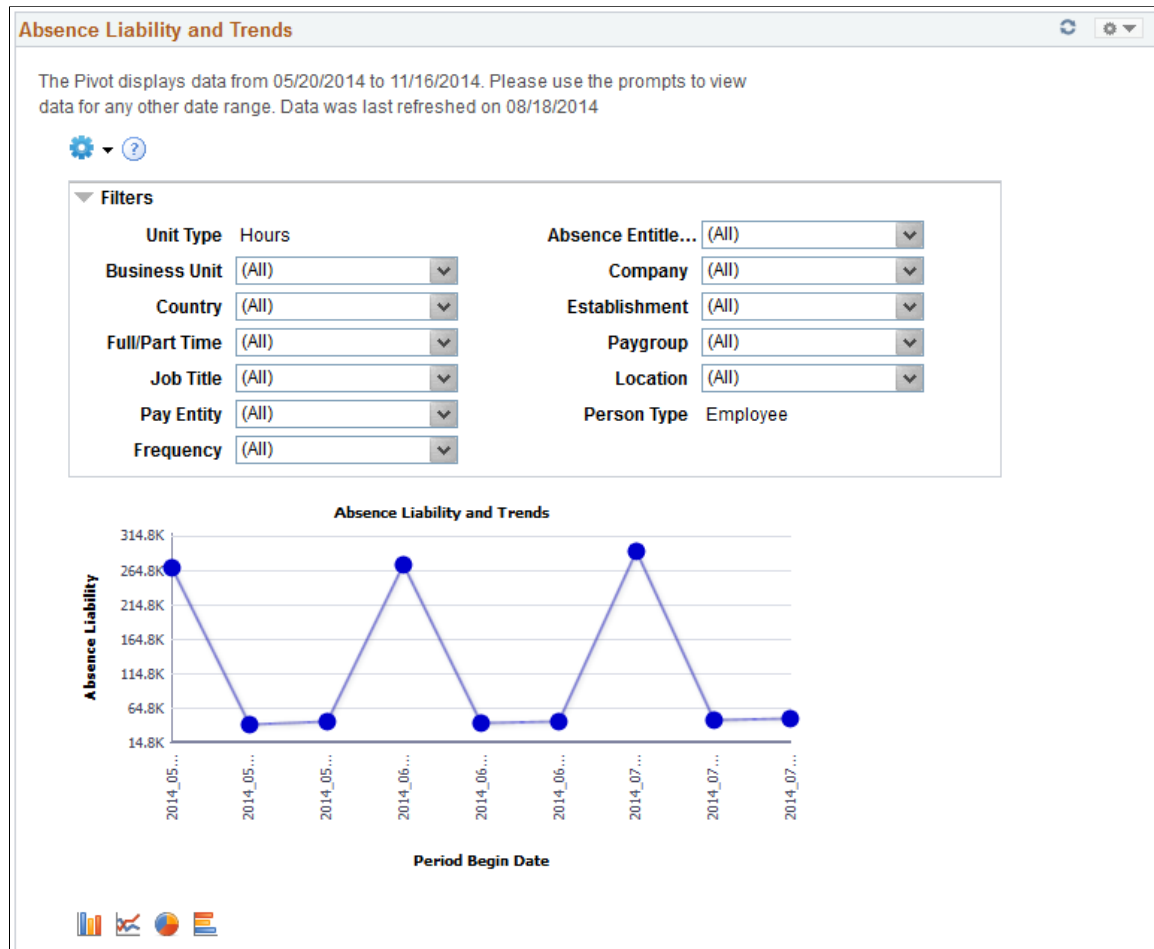 Absence Liability and Trends
The Pivot displays data from 05/20/2014 to 11/16/2014. Please use the prompts to view
data for any other date range. Data was last refreshed on 08/18/2014
?
Filters
Unit Type Hours Absence Entitle... (All)
Business Unit (All) Company (All)
Country (All) Establishment (All)
Full/Part Time (All) Paygroup (All)
Job Title (All) Location (All)
Pay Entity (All) Person Type Employee
Frequency (All)
Absence Liability and Trends
Absence Liability
314.8K
264.8K
214.8K
164.8K
114.8K
64.8K
14.8K
2014_05...
2014_05...
2014_05...
2014_06...
2014_06...
2014_06...
2014_07...
2014_07...
2014_07...
Period Begin Date